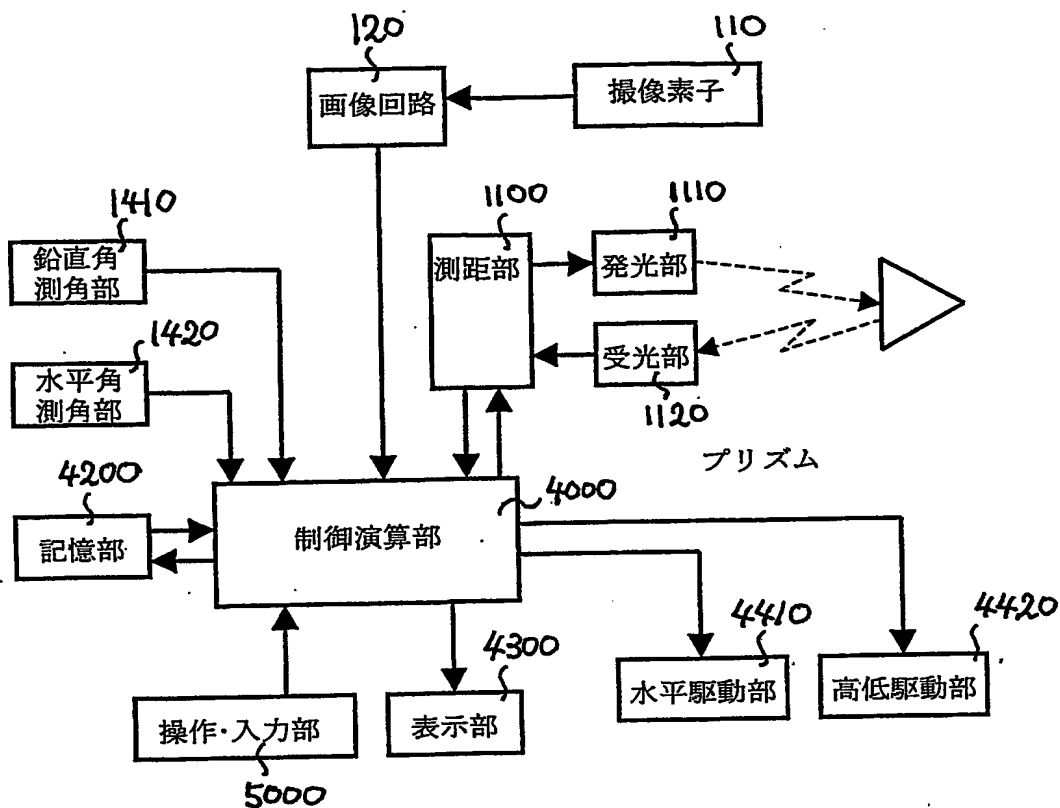 120
110
画像回路
撮像素子
1410
1100
1110
鉛直角
測角部
測距部
発光部
1420
水平角
測角部
受光部
1120
プリズム
4200
4000
記憶部
制御演算部
4410
4420
4300
水平駆動部
高低駆動部
操作・入力部
表示部
5000